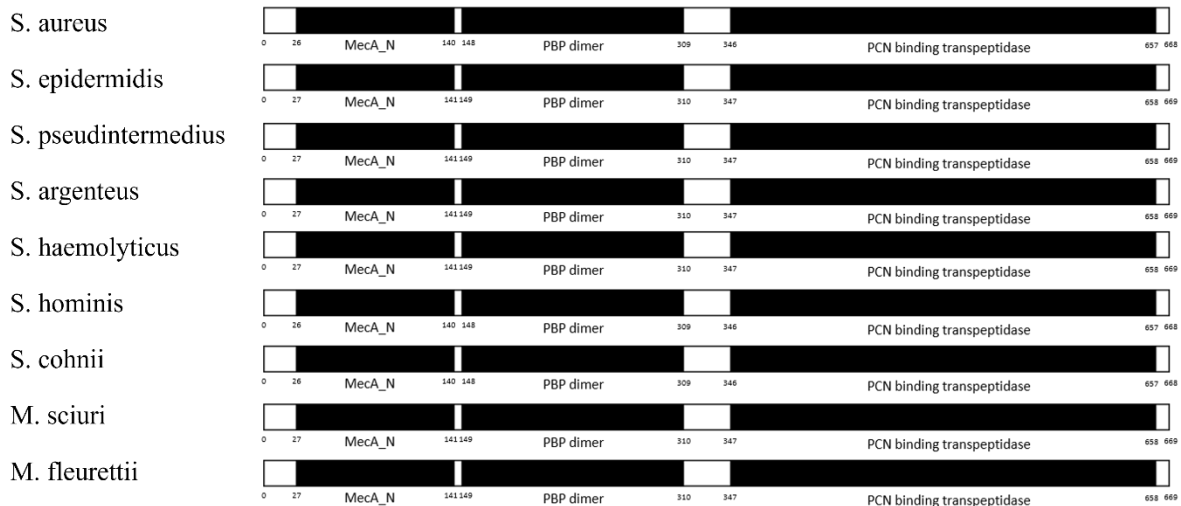 S. aureus
0 26 MecA_N 140 148 PBP dimer 309 346 PCN binding transpeptidase 657 668
S. epidermidis
0 27 MecA_N 141 149 PBP dimer 310 347 PCN binding transpeptidase 658 669
S. pseudintermedius
0 27 MecA_N 141 149 PBP dimer 310 347 PCN binding transpeptidase 658 669
S. argenteus
0 27 MecA_N 141 149 PBP dimer 310 347 PCN binding transpeptidase 658 669
S. haemolyticus
0 27 MecA_N 141 149 PBP dimer 310 347 PCN binding transpeptidase 658 669
S. hominis
0 26 MecA_N 140 148 PBP dimer 309 346 PCN binding transpeptidase 657 668
S. cohnii
0 26 MecA_N 140 148 PBP dimer 309 346 PCN binding transpeptidase 657 668
M. sciuri
0 27 MecA_N 141 149 PBP dimer 310 347 PCN binding transpeptidase 658 669
M. fleurettii
0 27 MecA_N 141 149 PBP dimer 310 347 PCN binding transpeptidase 658 669